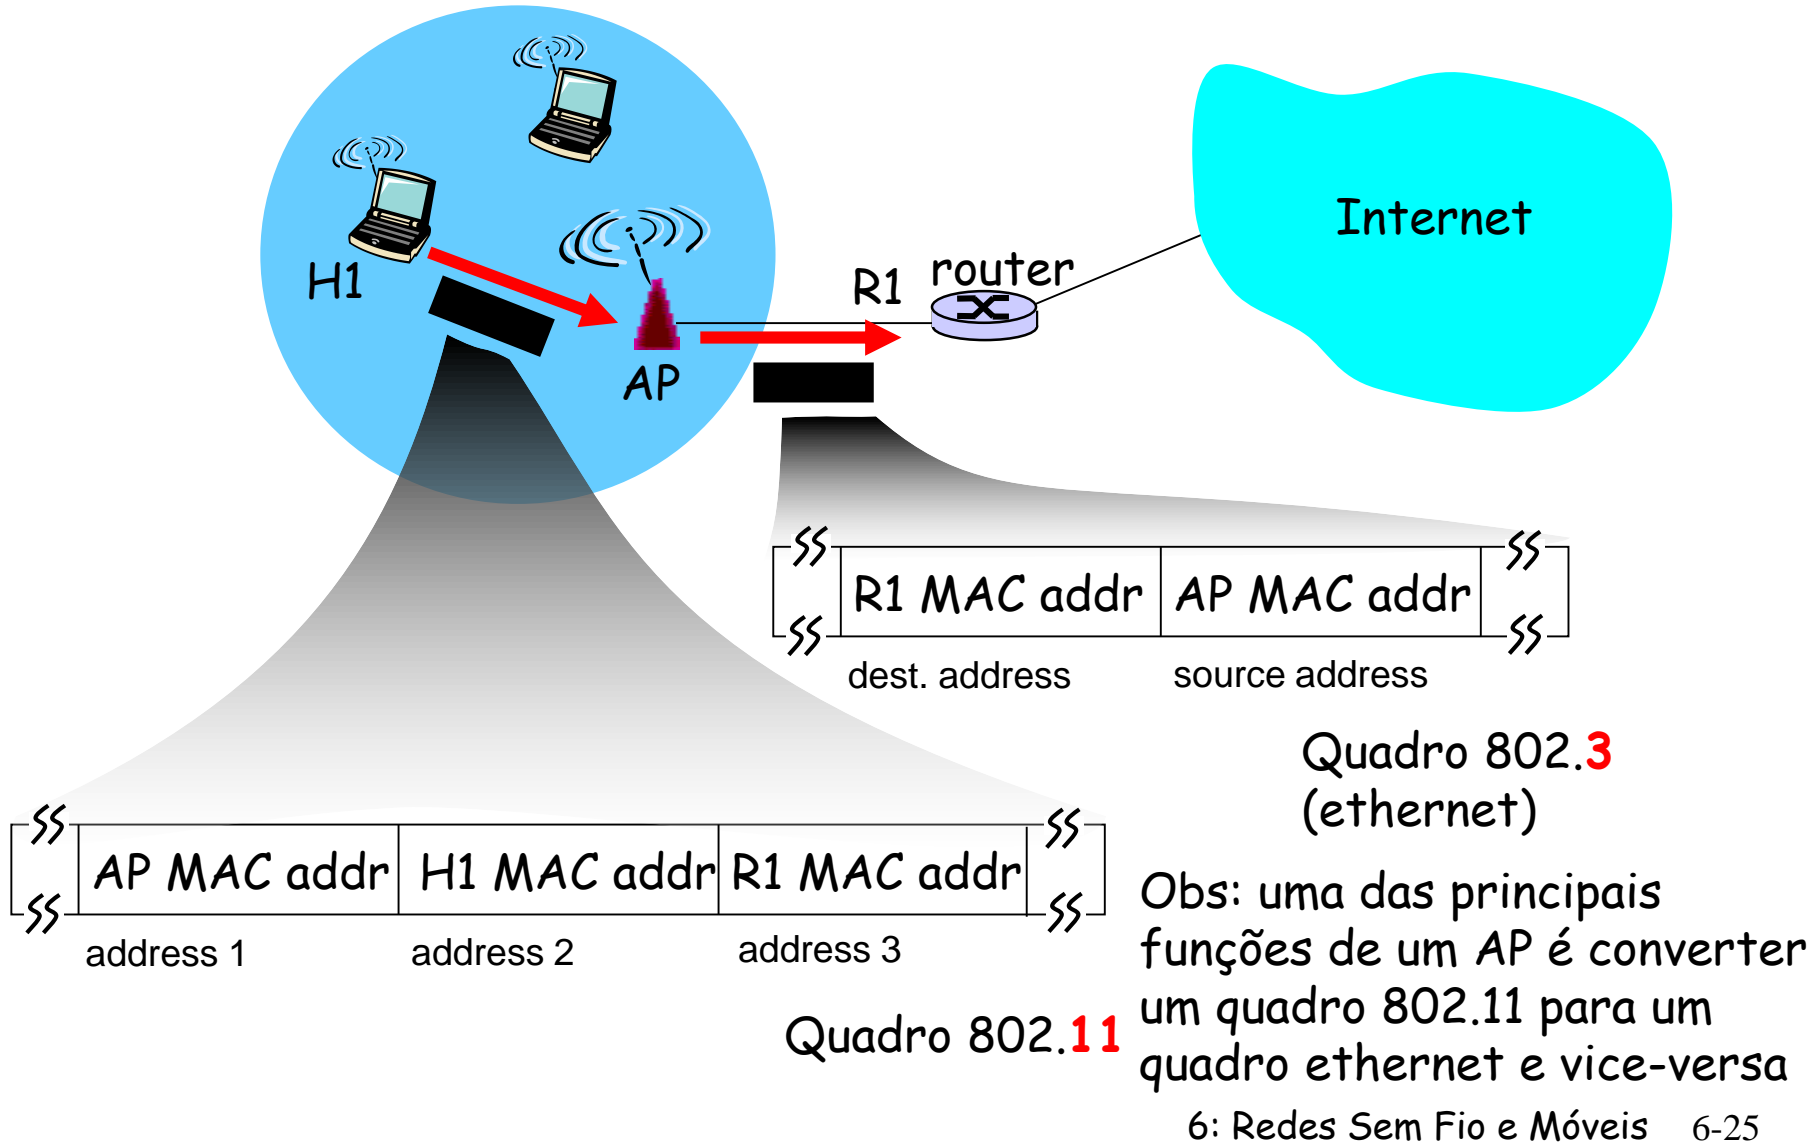 Internet
router
R1
H1
AP
R1 MAC addr AP MAC addr
dest. address source address
Quadro 802.3
(ethernet)
AP MAC addr H1 MAC addr R1 MAC addr
address 1 address 2 address 3
Quadro 802.11
Obs: uma das principais
funções de um AP é converter
um quadro 802.11 para um
quadro ethernet e vice-versa
6: Redes Sem Fio e Móveis 6-25